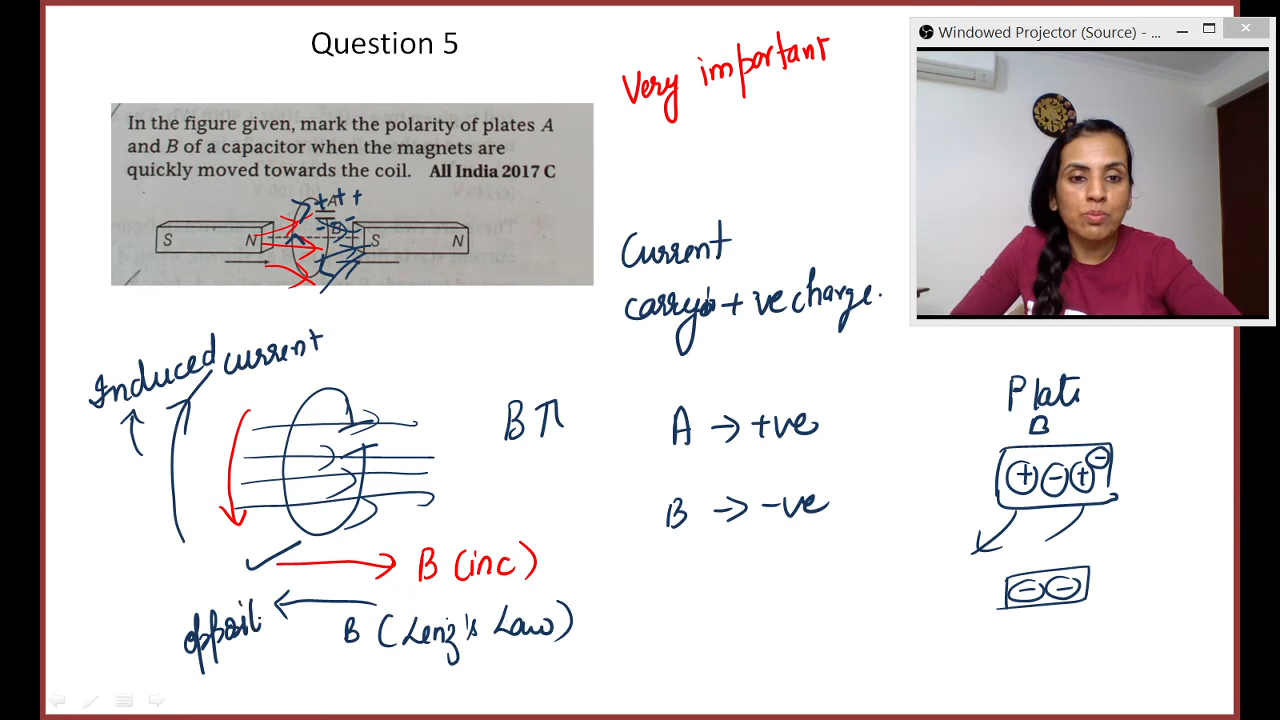 Question 5
Very important
Windowed Projector (Source) - ...
In the figure given, mark the polarity of plates A
and B of a capacitor when the magnets are
quickly moved towards the coil. All India 2017 C
A
B
S N S N
Current
+ve charge.
Induced current
Plate
B
A → +ve
B → -ve
B (inc)
B (Lenz's Law)